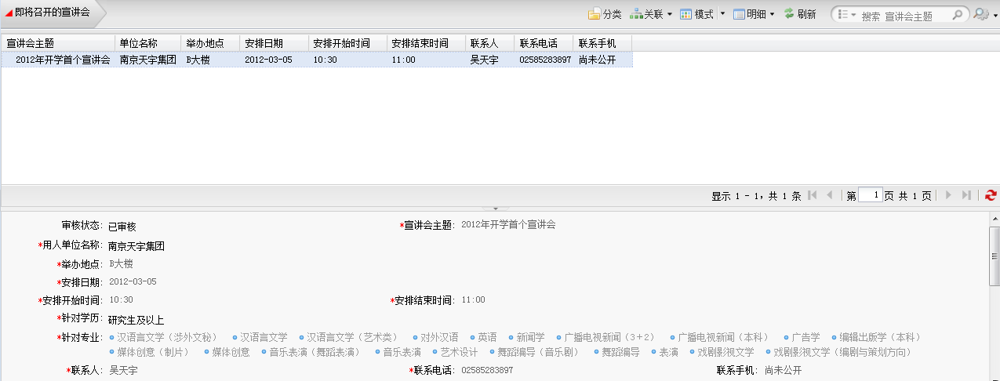 即将召开的宣讲会 分类 关联 模式 明细 刷新 搜索 宣讲会主题
宣讲会主题 单位名称 举办地点 安排日期 安排开始时间 安排结束时间 联系人 联系电话 联系手机
2012年开学首个宣讲会 南京天宇集团 B大楼 2012-03-05 10:30 11:00 吴天宇 02585283897 尚未公开
显示 1 - 1，共 1 条 第 1 页 共 1 页
审核状态: 已审核 *宣讲会主题: 2012年开学首个宣讲会
*用人单位名称: 南京天宇集团
*举办地点: B大楼
*安排日期: 2012-03-05
*安排开始时间: 10:30 *安排结束时间: 11:00
*针对学历: 研究生及以上
*针对专业: 汉语言文学（涉外文秘） 汉语言文学 汉语言文学（艺术类） 对外汉语 英语 新闻学 广播电视新闻（3＋2） 广播电视新闻（本科） 广告学 编辑出版学（本科）
媒体创意（制片） 媒体创意 音乐表演（舞蹈表演） 音乐表演 艺术设计 舞蹈编导（音乐剧） 舞蹈编导 表演 戏剧影视文学 戏剧影视文学（编剧与策划方向）
*联系人: 吴天宇 *联系电话: 02585283897 联系手机: 尚未公开